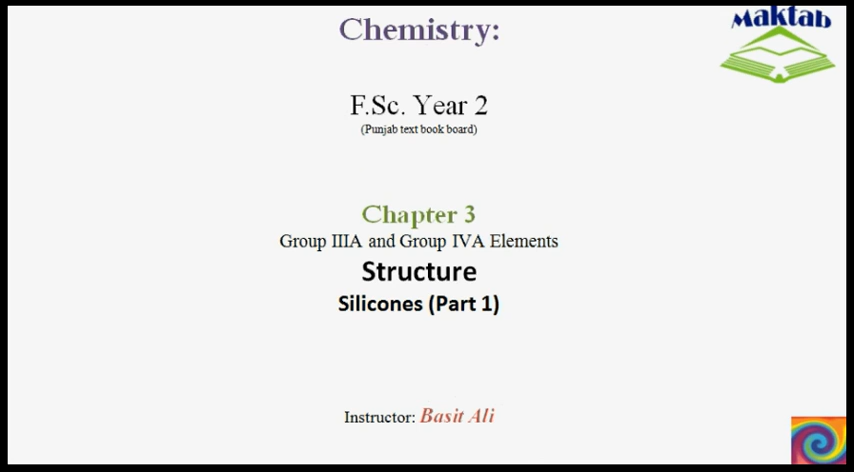 Chemistry:
Maktab
F.Sc. Year 2
(Punjab text book board)
Chapter 3
Group IIIA and Group IVA Elements
Structure
Silicones (Part 1)
Instructor: Basit Ali